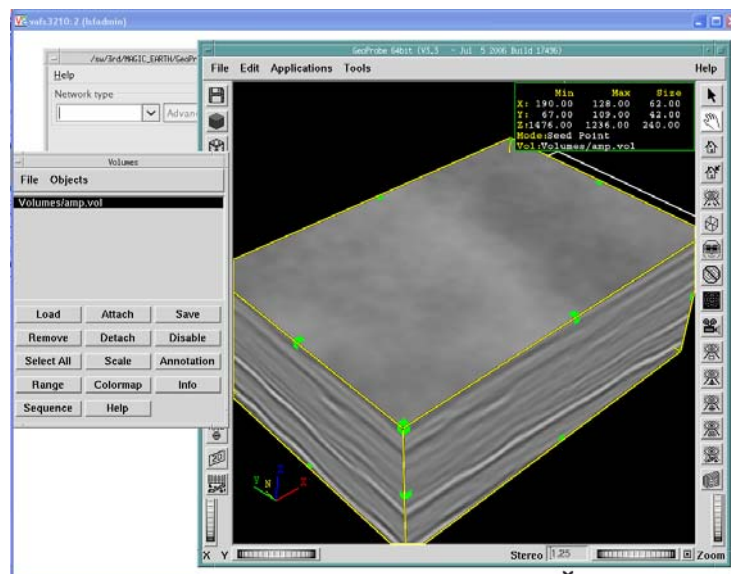 vafs:3210: 2 (lsfadmin)
/sw/3rd/MAGIC_EARTH/GeoPr
Help
Network type
Advan
GeoProbe 64bit (V3.3 - Jul 5 2006 Build 17496)
File Edit Applications Tools Help
Min Max Size
X: 190.00 128.00 62.00
Y: 67.00 109.00 42.00
Z:1476.00 1236.00 240.00
Mode:Seed Point
Vol:Volumes/amp.vol
Volumes
File Objects
Volumes/amp.vol
Load Attach Save
Remove Detach Disable
Select All Scale Annotation
Range Colormap Info
Sequence Help
2D
Y Z X
N
X Y Stereo 1.25 Zoom